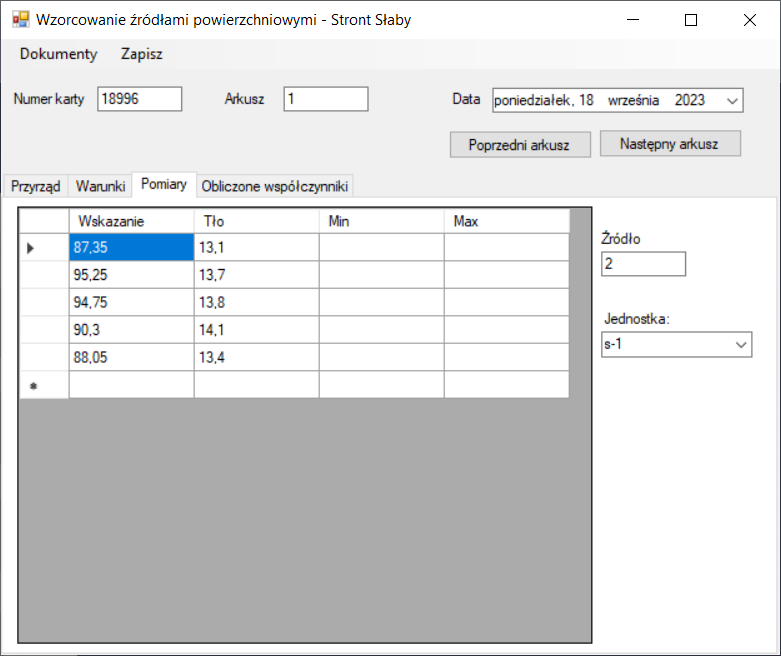 Wzorcowanie źródłami powierzchniowymi - Stront Słaby
Dokumenty Zapisz
Numer karty 18996 Arkusz 1 Data poniedziałek, 18 września 2023
Poprzedni arkusz Następny arkusz
Przyrząd Warunki Pomiary Obliczone współczynniki
Wskazanie Tło Min Max
87,35 13,1
95,25 13,7
94,75 13,8
90,3 14,1
88,05 13,4
Źródło
2
Jednostka:
s-1